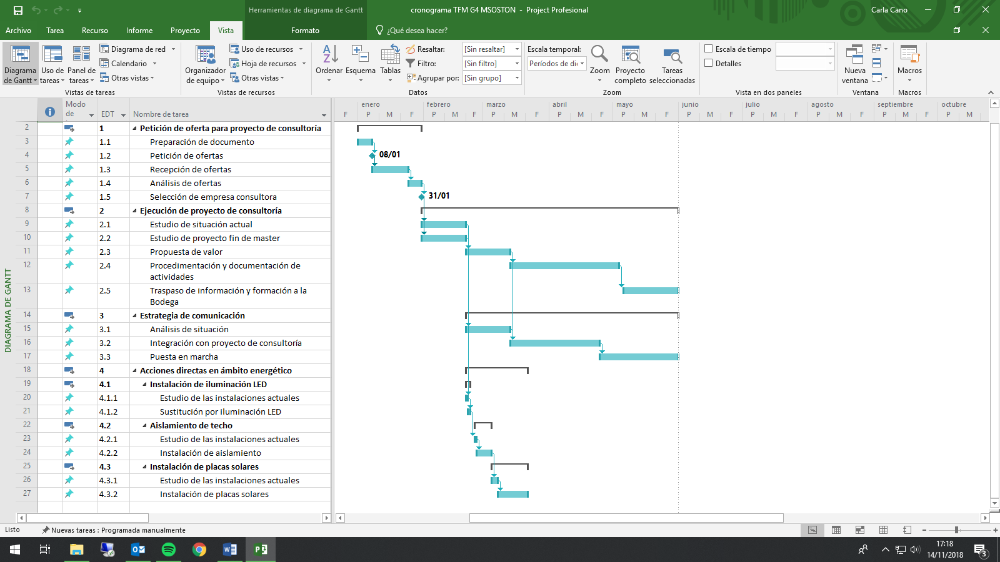 Herramientas de diagrama de Gantt
cronograma TFM G4 MSOSTON - Project Profesional
Carla Cano
Archivo Tarea Recurso Informe Proyecto Vista Formato ¿Qué desea hacer?
Diagrama de Gantt
Uso de tareas
Panel de tareas
Diagrama de red
Calendario
Otras vistas
Vistas de tareas
Organizador de equipo
Uso de recursos
Hoja de recursos
Otras vistas
Vistas de recursos
Ordenar
Esquema
Tablas
Resaltar: [Sin resaltar]
Filtro: [Sin filtro]
Agrupar por: [Sin grupo]
Datos
Escala temporal:
Períodos de di
Zoom
Proyecto completo
Tareas seleccionadas
Zoom
Escala de tiempo
Detalles
Vista en dos paneles
Nueva ventana
Ventana
Macros
Macros
Modo de
EDT
Nombre de tarea
enero febrero marzo abril mayo junio julio agosto septiembre octubre
F P M F P M F P M F P M F P M F P M F P M F P M F P M F P M
2 1 Petición de oferta para proyecto de consultoría
3 1.1 Preparación de documento
4 1.2 Petición de ofertas 08/01
5 1.3 Recepción de ofertas
6 1.4 Análisis de ofertas
7 1.5 Selección de empresa consultora 31/01
8 2 Ejecución de proyecto de consultoría
9 2.1 Estudio de situación actual
10 2.2 Estudio de proyecto fin de master
11 2.3 Propuesta de valor
12 2.4 Procedimentación y documentación de
actividades
13 2.5 Traspaso de información y formación a la
Bodega
14 3 Estrategia de comunicación
15 3.1 Análisis de situación
16 3.2 Integración con proyecto de consultoría
17 3.3 Puesta en marcha
18 4 Acciones directas en ámbito energético
19 4.1 Instalación de iluminación LED
20 4.1.1 Estudio de las instalaciones actuales
21 4.1.2 Sustitución por iluminación LED
22 4.2 Aislamiento de techo
23 4.2.1 Estudio de las instalaciones actuales
24 4.2.2 Instalación de aislamiento
25 4.3 Instalación de placas solares
26 4.3.1 Estudio de las instalaciones actuales
27 4.3.2 Instalación de placas solares
DIAGRAMA DE GANTT
Listo Nuevas tareas : Programada manualmente
17:18
14/11/2018
3